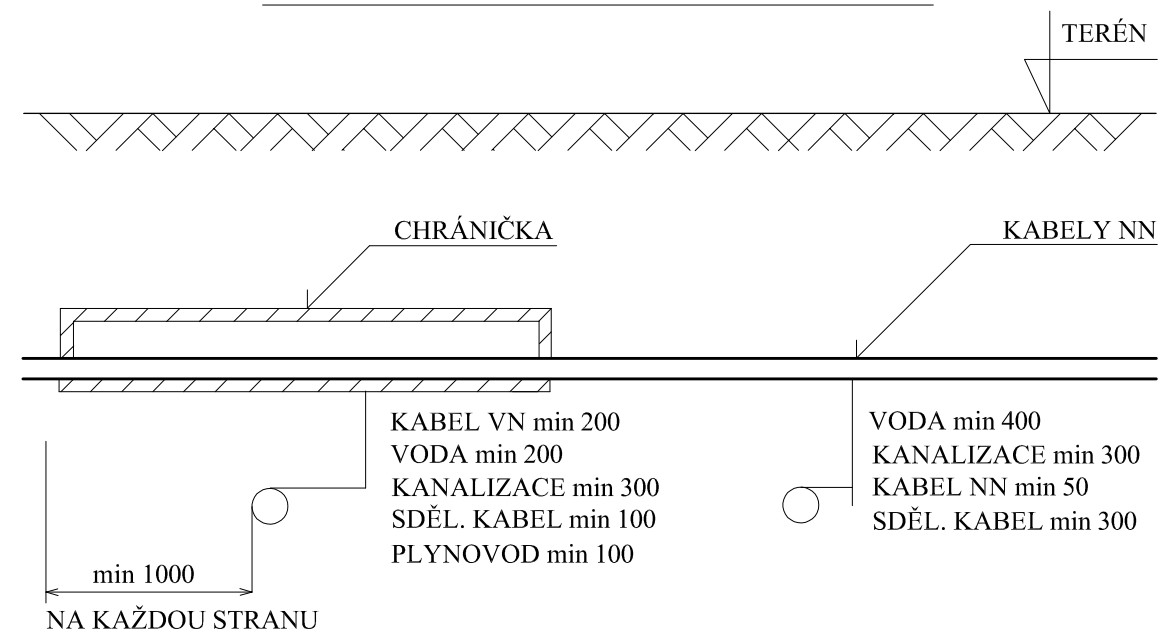 TERÉN
CHRÁNIČKA
KABELY NN
KABEL VN min 200
VODA min 200
KANALIZACE min 300
SDĚL. KABEL min 100
PLYNOVOD min 100
VODA min 400
KANALIZACE min 300
KABEL NN min 50
SDĚL. KABEL min 300
min 1000
NA KAŽDOU STRANU